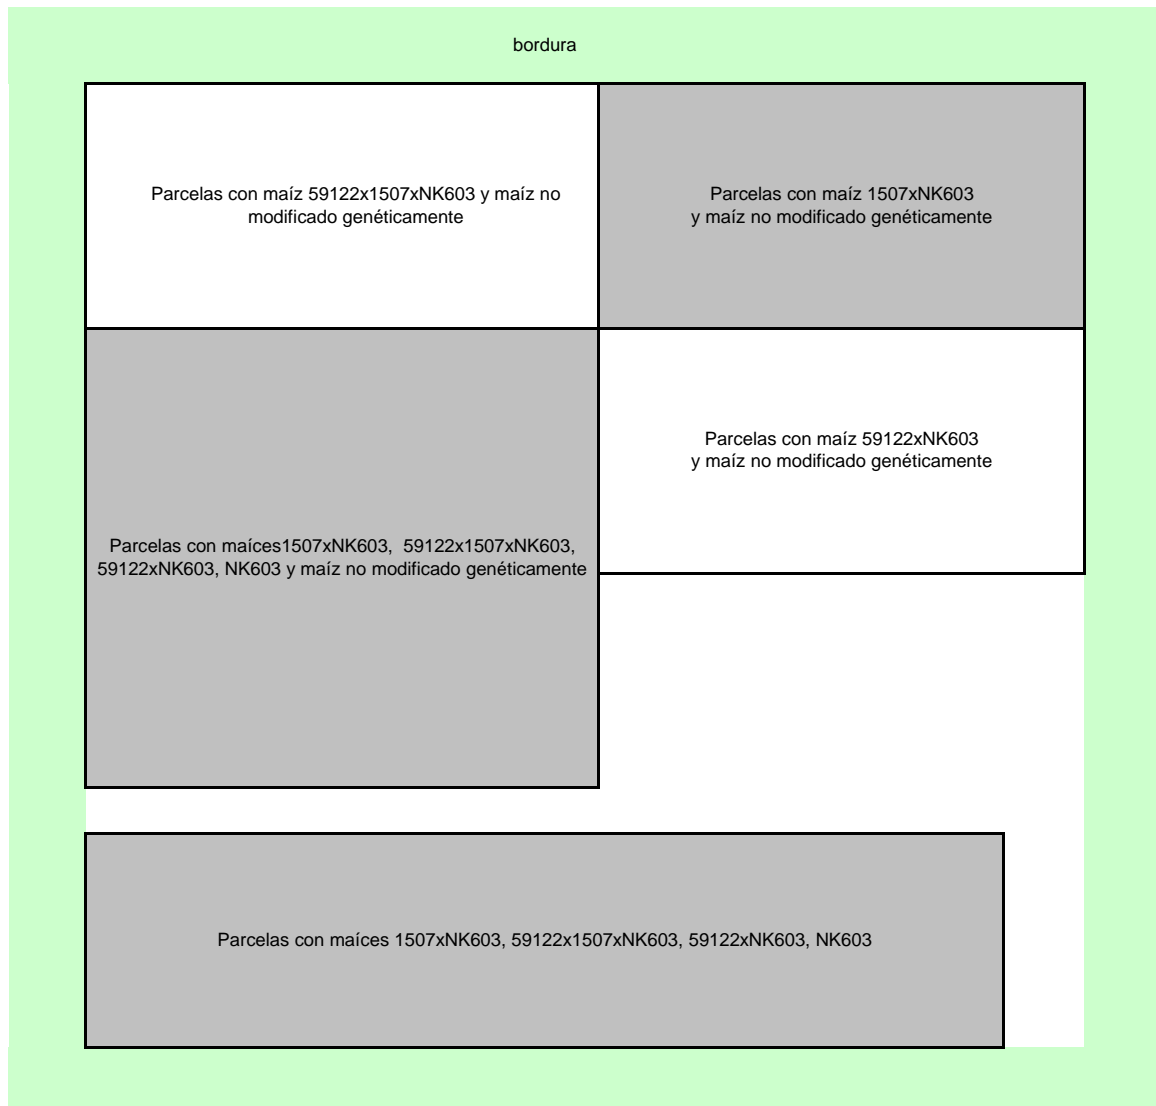 bordura
Parcelas con maíz 59122x1507xNK603 y maíz no
modificado genéticamente
Parcelas con maíz 1507xNK603
y maíz no modificado genéticamente
Parcelas con maíz 59122xNK603
y maíz no modificado genéticamente
Parcelas con maíces1507xNK603,  59122x1507xNK603,
59122xNK603, NK603 y maíz no modificado genéticamente
Parcelas con maíces 1507xNK603, 59122x1507xNK603, 59122xNK603, NK603